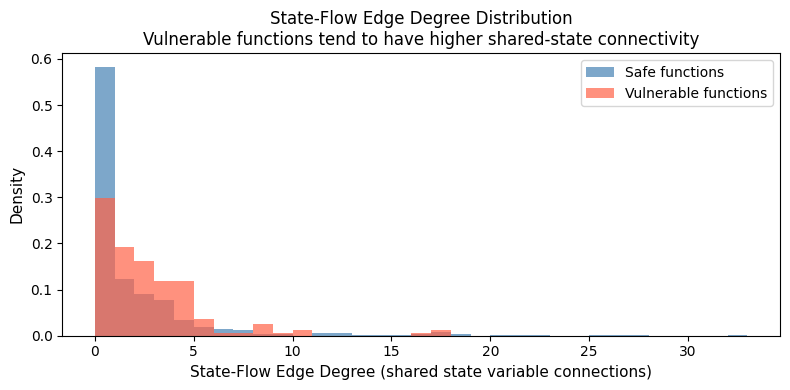 State-Flow Edge Degree Distribution
Vulnerable functions tend to have higher shared-state connectivity
Safe functions
Vulnerable functions
Density
0.6
0.5
0.4
0.3
0.2
0.1
0.0
0 5 10 15 20 25 30
State-Flow Edge Degree (shared state variable connections)